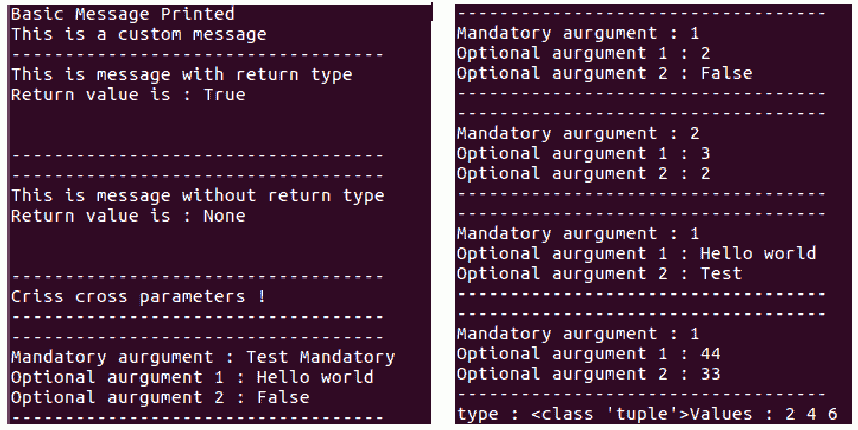 Basic Message Printed
This is a custom message
-----------------------------------
This is message with return type
Return value is : True
-----------------------------------
-----------------------------------
This is message without return type
Return value is : None
-----------------------------------
Criss cross parameters !
-----------------------------------
-----------------------------------
Mandatory aurgument : Test Mandatory
Optional aurgument 1 : Hello world
Optional aurgument 2 : False
-----------------------------------
-----------------------------------
Mandatory aurgument : 1
Optional aurgument 1 : 2
Optional aurgument 2 : False
-----------------------------------
-----------------------------------
Mandatory aurgument : 2
Optional aurgument 1 : 3
Optional aurgument 2 : 2
-----------------------------------
-----------------------------------
Mandatory aurgument : 1
Optional aurgument 1 : Hello world
Optional aurgument 2 : Test
-----------------------------------
-----------------------------------
Mandatory aurgument : 1
Optional aurgument 1 : 44
Optional aurgument 2 : 33
-----------------------------------
type : <class 'tuple'>Values : 2 4 6